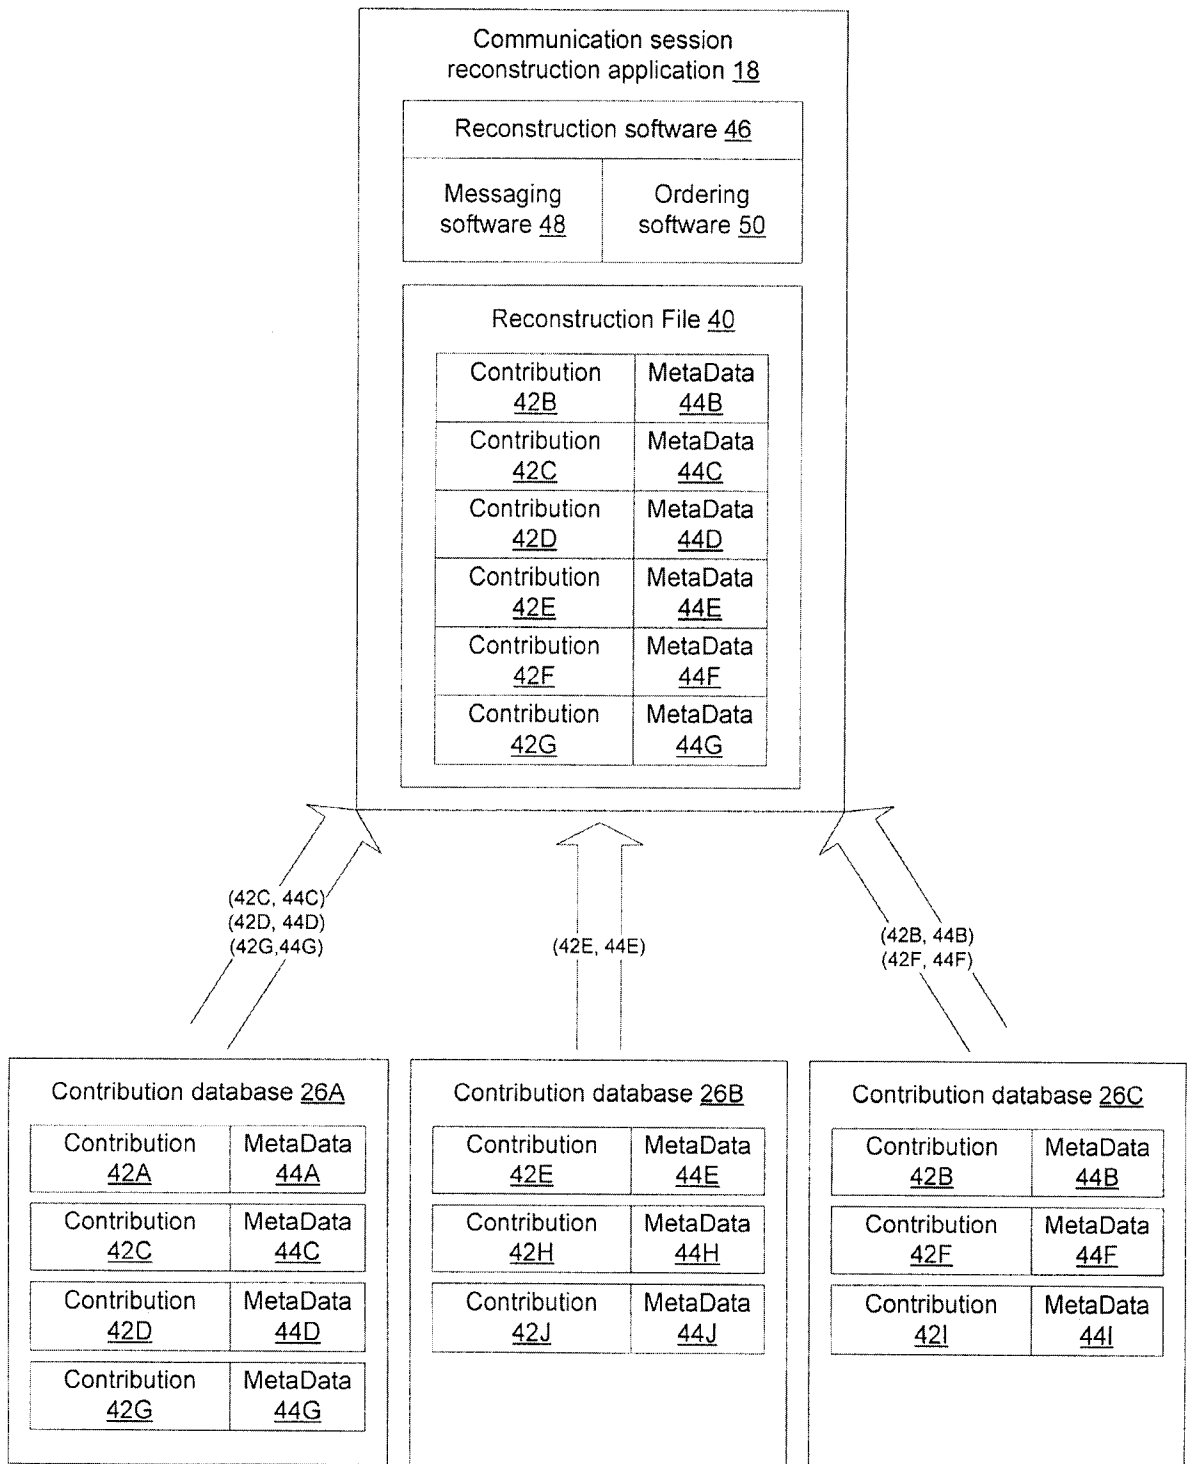 Communication session
reconstruction application 18
Reconstruction software 46
Messaging
software 48
Ordering
software 50
Reconstruction File 40
Contribution
42B
MetaData
44B
Contribution
42C
MetaData
44C
Contribution
42D
MetaData
44D
Contribution
42E
MetaData
44E
Contribution
42F
MetaData
44F
Contribution
42G
MetaData
44G
(42C, 44C)
(42D, 44D)
(42G,44G)
(42E, 44E)
(42B, 44B)
(42F, 44F)
Contribution database 26A
Contribution
42A
MetaData
44A
Contribution
42C
MetaData
44C
Contribution
42D
MetaData
44D
Contribution
42G
MetaData
44G
Contribution database 26B
Contribution
42E
MetaData
44E
Contribution
42H
MetaData
44H
Contribution
42J
MetaData
44J
Contribution database 26C
Contribution
42B
MetaData
44B
Contribution
42F
MetaData
44F
Contribution
42I
MetaData
44I